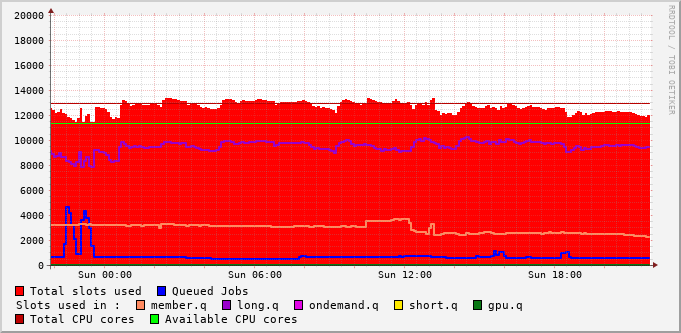 20000
18000
16000
14000
12000
10000
8000
6000
4000
2000
0
Sun 00:00 Sun 06:00 Sun 12:00 Sun 18:00
RRDTOOL / TOBI OETIKER
Total slots used Queued Jobs
Slots used in : member.q long.q ondemand.q short.q gpu.q
Total CPU cores Available CPU cores